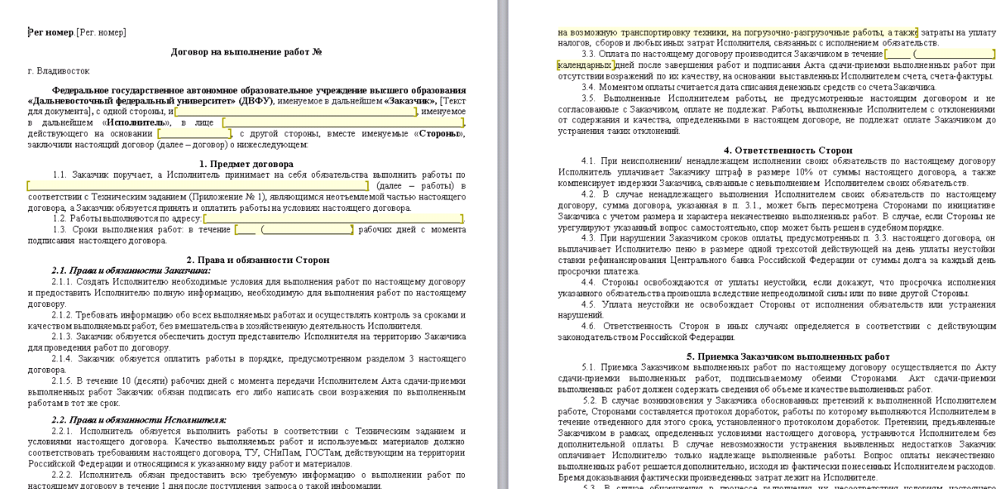 Рег номер.[Рег. номер]
Договор на выполнение работ №
г. Владивосток
Федеральное государственное автономное образовательное учреждение высшего образования
«Дальневосточный федеральный университет» (ДВФУ), именуемое в дальнейшем «Заказчик», [Текст
для документа], с одной стороны, и[ ], именуемое
в дальнейшем «Исполнитель», в лице [ ],
действующего на основании [ ], с другой стороны, вместе именуемые «Стороны»,
заключили настоящий договор (далее – договор) о нижеследующем:
1. Предмет договора
1.1. Заказчик поручает, а Исполнитель принимает на себя обязательства выполнить работы по
[ ] (далее – работы) в
соответствии с Техническим заданием (Приложение № 1), являющимся неотъемлемой частью настоящего
договора, а Заказчик обязуется принять и оплатить работы на условиях настоящего договора.
1.2. Работы выполняются по адресу:[ ].
1.3. Сроки выполнения работ: в течение [____ (__________________] рабочих дней с момента
подписания настоящего договора.
2. Права и обязанности Сторон
2.1. Права и обязанности Заказчика:
2.1.1. Создать Исполнителю необходимые условия для выполнения работ по настоящему договору
и предоставить Исполнителю полную информацию, необходимую для выполнения работ по настоящему
договору.
2.1.2. Требовать информацию обо всех выполняемых работах и осуществлять контроль за сроками и
качеством выполняемых работ, без вмешательства в хозяйственную деятельность Исполнителя.
2.1.3. Заказчик обязуется обеспечить доступ представителю Исполнителя на территорию Заказчика
для проведения работ по договору.
2.1.4. Заказчик обязуется оплатить работы в порядке, предусмотренном разделом 3 настоящего
договора.
2.1.5. В течение 10 (десяти) рабочих дней с момента передачи Исполнителем Акта сдачи-приемки
выполненных работ Заказчик обязан подписать его либо написать свои возражения по выполненным
работам в тот же срок.
2.2. Права и обязанности Исполнителя:
2.2.1. Исполнитель обязуется выполнить работы в соответствии с Техническим заданием и
условиями настоящего договора. Качество выполняемых работ и используемых материалов должно
соответствовать требованиям настоящего договора, ТУ, СНиПам, ГОСТам, действующим на территории
Российской Федерации и относящимся к указанному виду работ и материалов.
2.2.2. Исполнитель обязан предоставить всю требуемую информацию о выполнении работ по
настоящему договору в течение 1 дня после поступления запроса о такой информации.
на возможную транспортировку техники, на погрузочно-разгрузочные работы, а также] затраты на уплату
налогов, сборов и любых иных затрат Исполнителя, связанных с исполнением обязательств.
3.3. Оплата по настоящему договору производится Заказчиком в течение [_____ (________________]
[календарных]дней после завершения работ и подписания Акта сдачи-приемки выполненных работ при
отсутствии возражений по их качеству, на основании выставленных Исполнителем счета, счета-фактуры.
3.4. Моментом оплаты считается дата списания денежных средств со счета Заказчика.
3.5. Выполненные Исполнителем работы, не предусмотренные настоящим договором и не
согласованные с Заказчиком, оплате не подлежат. Работы, выполненные Исполнителем с отклонениями
от содержания и качества, определенными в настоящем договоре, не подлежат оплате Заказчиком до
устранения таких отклонений.
4. Ответственность Сторон
4.1. При неисполнении/ ненадлежащем исполнении своих обязательств по настоящему договору
Исполнитель уплачивает Заказчику штраф в размере 10% от суммы настоящего договора, а также
компенсирует издержки Заказчика, связанные с невыполнением Исполнителем своих обязательств.
4.2. В случае ненадлежащего выполнения Исполнителем своих обязательств по настоящему
договору, сумма договора, указанная в п. 3.1., может быть пересмотрена Сторонами по инициативе
Заказчика с учетом размера и характера некачественно выполненных работ. В случае, если Стороны не
урегулируют указанный вопрос самостоятельно, спор может быть решен в судебном порядке.
4.3. При нарушении Заказчиком сроков оплаты, предусмотренных п. 3.3. настоящего договора, он
выплачивает Исполнителю пеню в размере одной трехсотой действующей на день уплаты неустойки
ставки рефинансирования Центрального банка Российской Федерации от суммы долга за каждый день
просрочки платежа.
4.4. Стороны освобождаются от уплаты неустойки, если докажут, что просрочка исполнения
указанного обязательства произошла вследствие непреодолимой силы или по вине другой Стороны.
4.5. Уплата неустойки не освобождает Стороны от исполнения обязательств или устранения
нарушений.
4.6. Ответственность Сторон в иных случаях определяется в соответствии с действующим
законодательством Российской Федерации.
5. Приемка Заказчиком выполненных работ
5.1. Приемка Заказчиком выполненных работ по настоящему договору осуществляется по Акту
сдачи-приемки выполненных работ, подписываемому обеими Сторонами. Акт сдачи-приемки
выполненных работ должен содержать сведения об объеме и качестве выполненных работ.
5.2. В случае возникновения у Заказчика обоснованных претензий к выполненной Исполнителем
работе, Сторонами составляется протокол доработок, работы по которому выполняются Исполнителем в
течение отведенного для этого срока, установленного протоколом доработок. Претензии, предъявленные
Заказчиком в рамках, определенных условиями настоящего договора, устраняются Исполнителем без
дополнительной оплаты. В случае невозможности устранения выявленных недостатков Заказчик
оплачивает Исполнителю только надлежаще выполненные работы. Вопрос оплаты некачественно
выполненных работ решается дополнительно, исходя из фактически понесенных Исполнителем расходов.
Бремя доказывания фактически произведенных затрат лежит на Исполнителе.
5.3. В случае обнаружения в процессе выполнения их несоответствия условиям настоящего